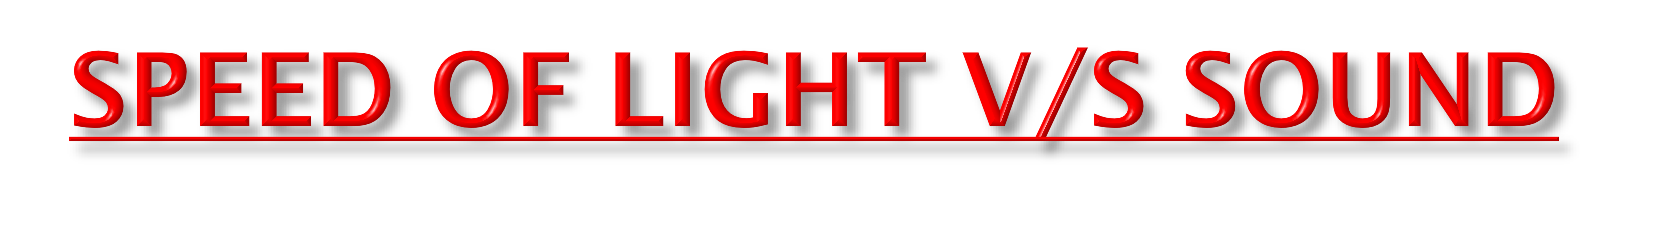 SPEED OF LIGHT V/S SOUND